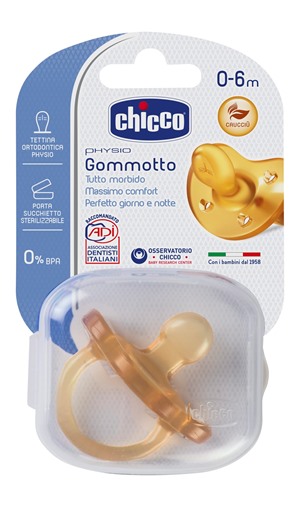 chicco
0-6m
CAUCCIÙ
TETTINA
ORTODONTICA
PHYSIO
PORTA
SUCCHIETTO
STERILIZZABILE
0% BPA
PHYSIO
Gommotto
Tutto morbido
Massimo comfort
Perfetto giorno e notte
RACCOMANDATO
ANDI
ASSOCIAZIONE
DENTISTI
ITALIANI
OSSERVATORIO
CHICCO
BABY RESEARCH CENTER
Con i bambini dal 1958
chicco